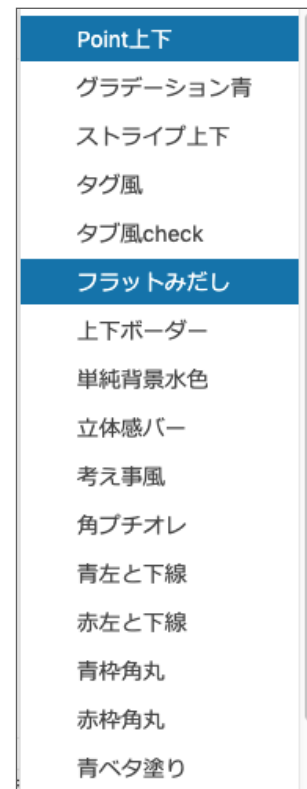 Point上下
グラデーション青
ストライプ上下
タグ風
タブ風check
フラットみだし
上下ボーダー
単純背景水色
立体感バー
考え事風
角プチオレ
青左と下線
赤左と下線
青枠角丸
赤枠角丸
青ベタ塗り